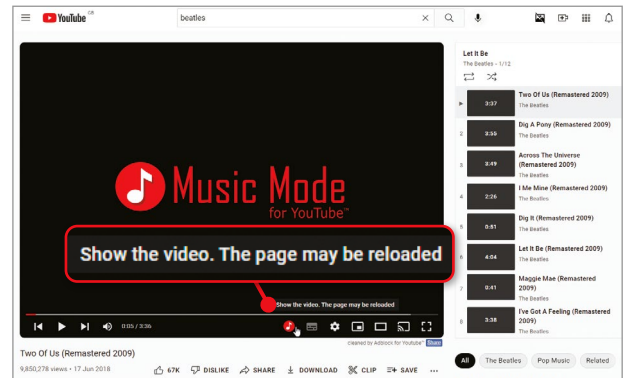 YouTube GB
beatles
Music Mode
for YouTube™
Show the video. The page may be reloaded
Show the video. The page may be reloaded
0:05 / 3:36
cleaned by Adblock for Youtube™ Share
Two Of Us (Remastered 2009)
9,850,278 views • 17 Jun 2018
67K DISLIKE SHARE DOWNLOAD CLIP SAVE ...
Let It Be
The Beatles - 1/12
3:37 Two Of Us (Remastered 2009)
The Beatles
2 3:55 Dig A Pony (Remastered 2009)
The Beatles
3 3:49 Across The Universe
(Remastered 2009)
The Beatles
4 2:26 I Me Mine (Remastered 2009)
The Beatles
5 0:51 Dig It (Remastered 2009)
The Beatles
6 4:04 Let It Be (Remastered 2009)
The Beatles
7 0:41 Maggie Mae (Remastered
2009)
The Beatles
8 3:38 I've Got A Feeling (Remastered
2009)
The Beatles
All The Beatles Pop Music Related